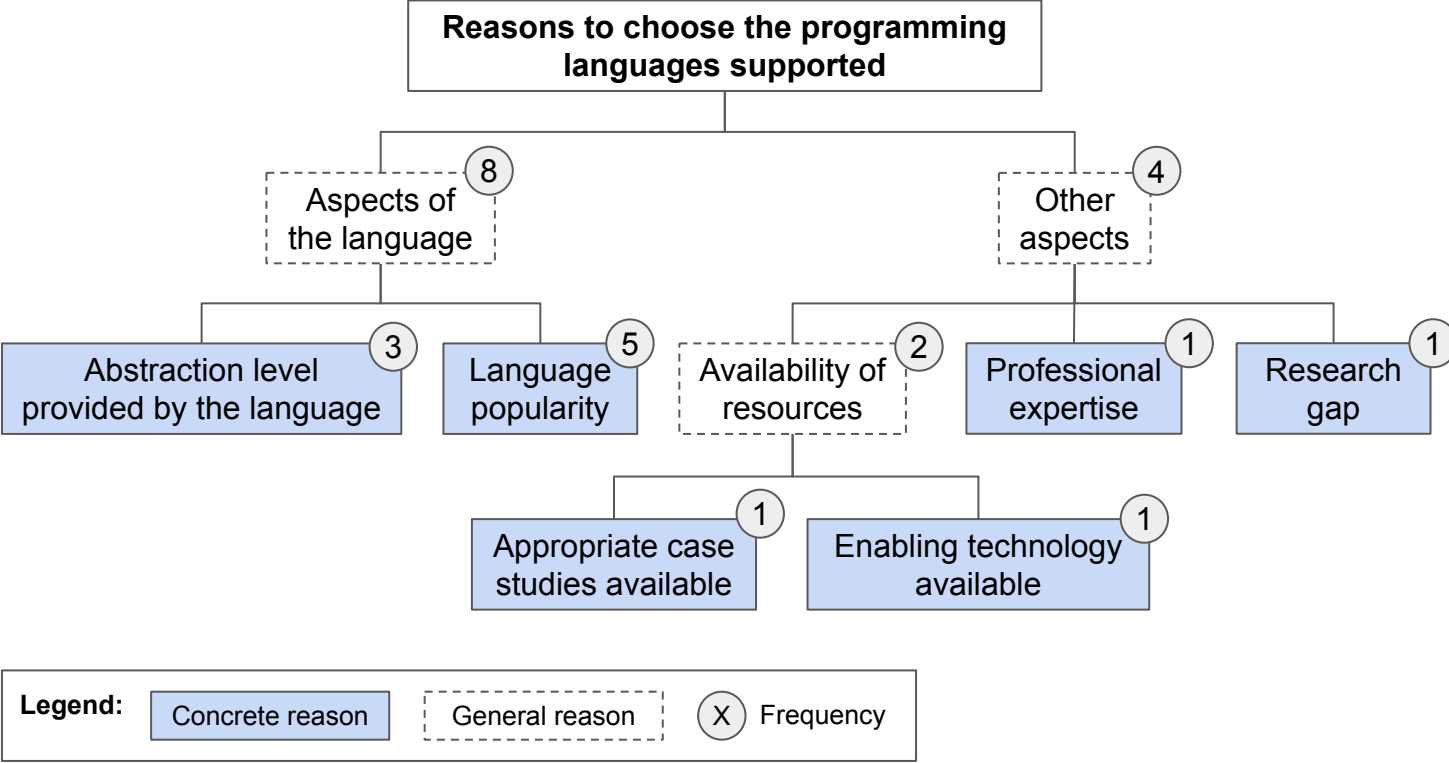 Reasons to choose the programming
languages supported
8
Aspects of
the language
4
Other
aspects
3
Abstraction level
provided by the language
5
Language
popularity
2
Availability of
resources
1
Professional
expertise
1
Research
gap
1
Appropriate case
studies available
1
Enabling technology
available
Legend:
Concrete reason
General reason
X
Frequency